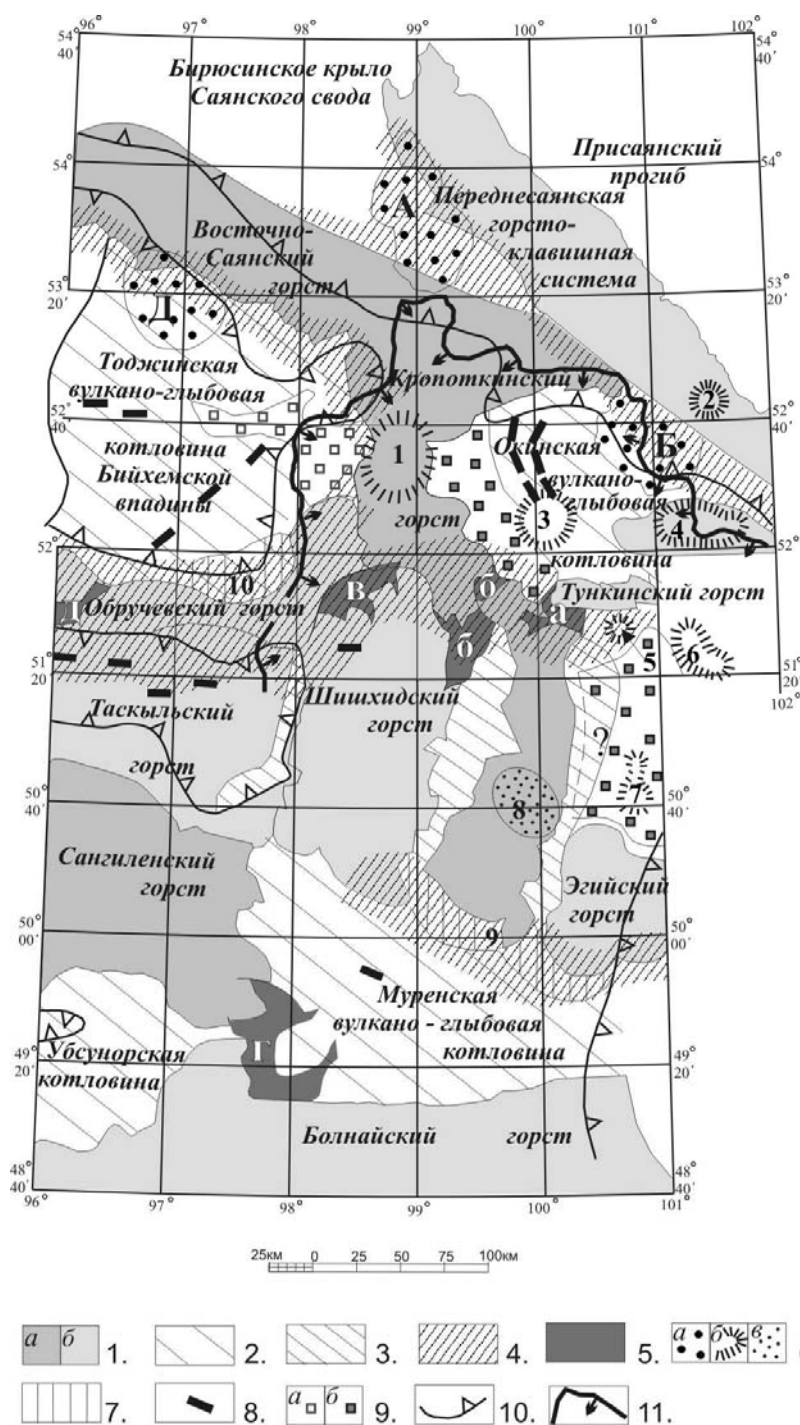 96° 97° 98° 99° 100° 101° 102°
54° 40′
54° 40′
Бирюсинское крыло
Саянского свода
Присаянский
прогиб
54°
54°
А
Переднесаянская
горсто-
клавишная
система
Восточно-
Саянский
горст
53° 20′
53° 20′
Тоджинская
вулкано-глыбовая
котловина
Бийхемской
впадины
Кропоткинский
горст
2
52° 40′
52° 40′
1
Окинская
вулкано-
глыбовая
котловина
Б
3
4
52°
52°
10
Обручевский горст
Д
В
б
а
б
Тункинский горст
5
6
51° 20′
51° 20′
102°
Таскыльский
горст
Шишхидский
горст
?
50° 40′
50° 40′
8
7
Сангиленский
горст
Эгийский
горст
50° 00′
50° 00′
9
Муренская
вулкано - глыбовая
котловина
Убсунорская
котловина
Г
49° 20′
49° 20′
Болнайский горст
48° 40′
48° 40′
96° 97° 98° 99° 100° 101°
25км 0 25 50 75 100км
а б 1. 2. 3. 4. 5. а б в
7. 8. а б 9. 10. 11.